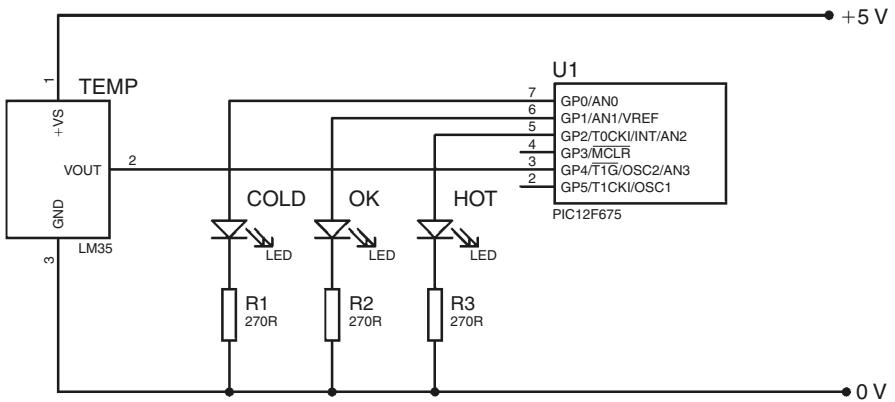 +5 V
U1
1
TEMP
7
GP0/AN0
6
GP1/AN1/VREF
+VS
5
GP2/T0CKI/INT/AN2
4
GP3/MCLR
VOUT
2
3
GP4/T1G/OSC2/AN3
2
GP5/T1CKI/OSC1
GND
COLD
OK
HOT
PIC12F675
LM35
3
LED
LED
LED
R1
270R
R2
270R
R3
270R
0 V